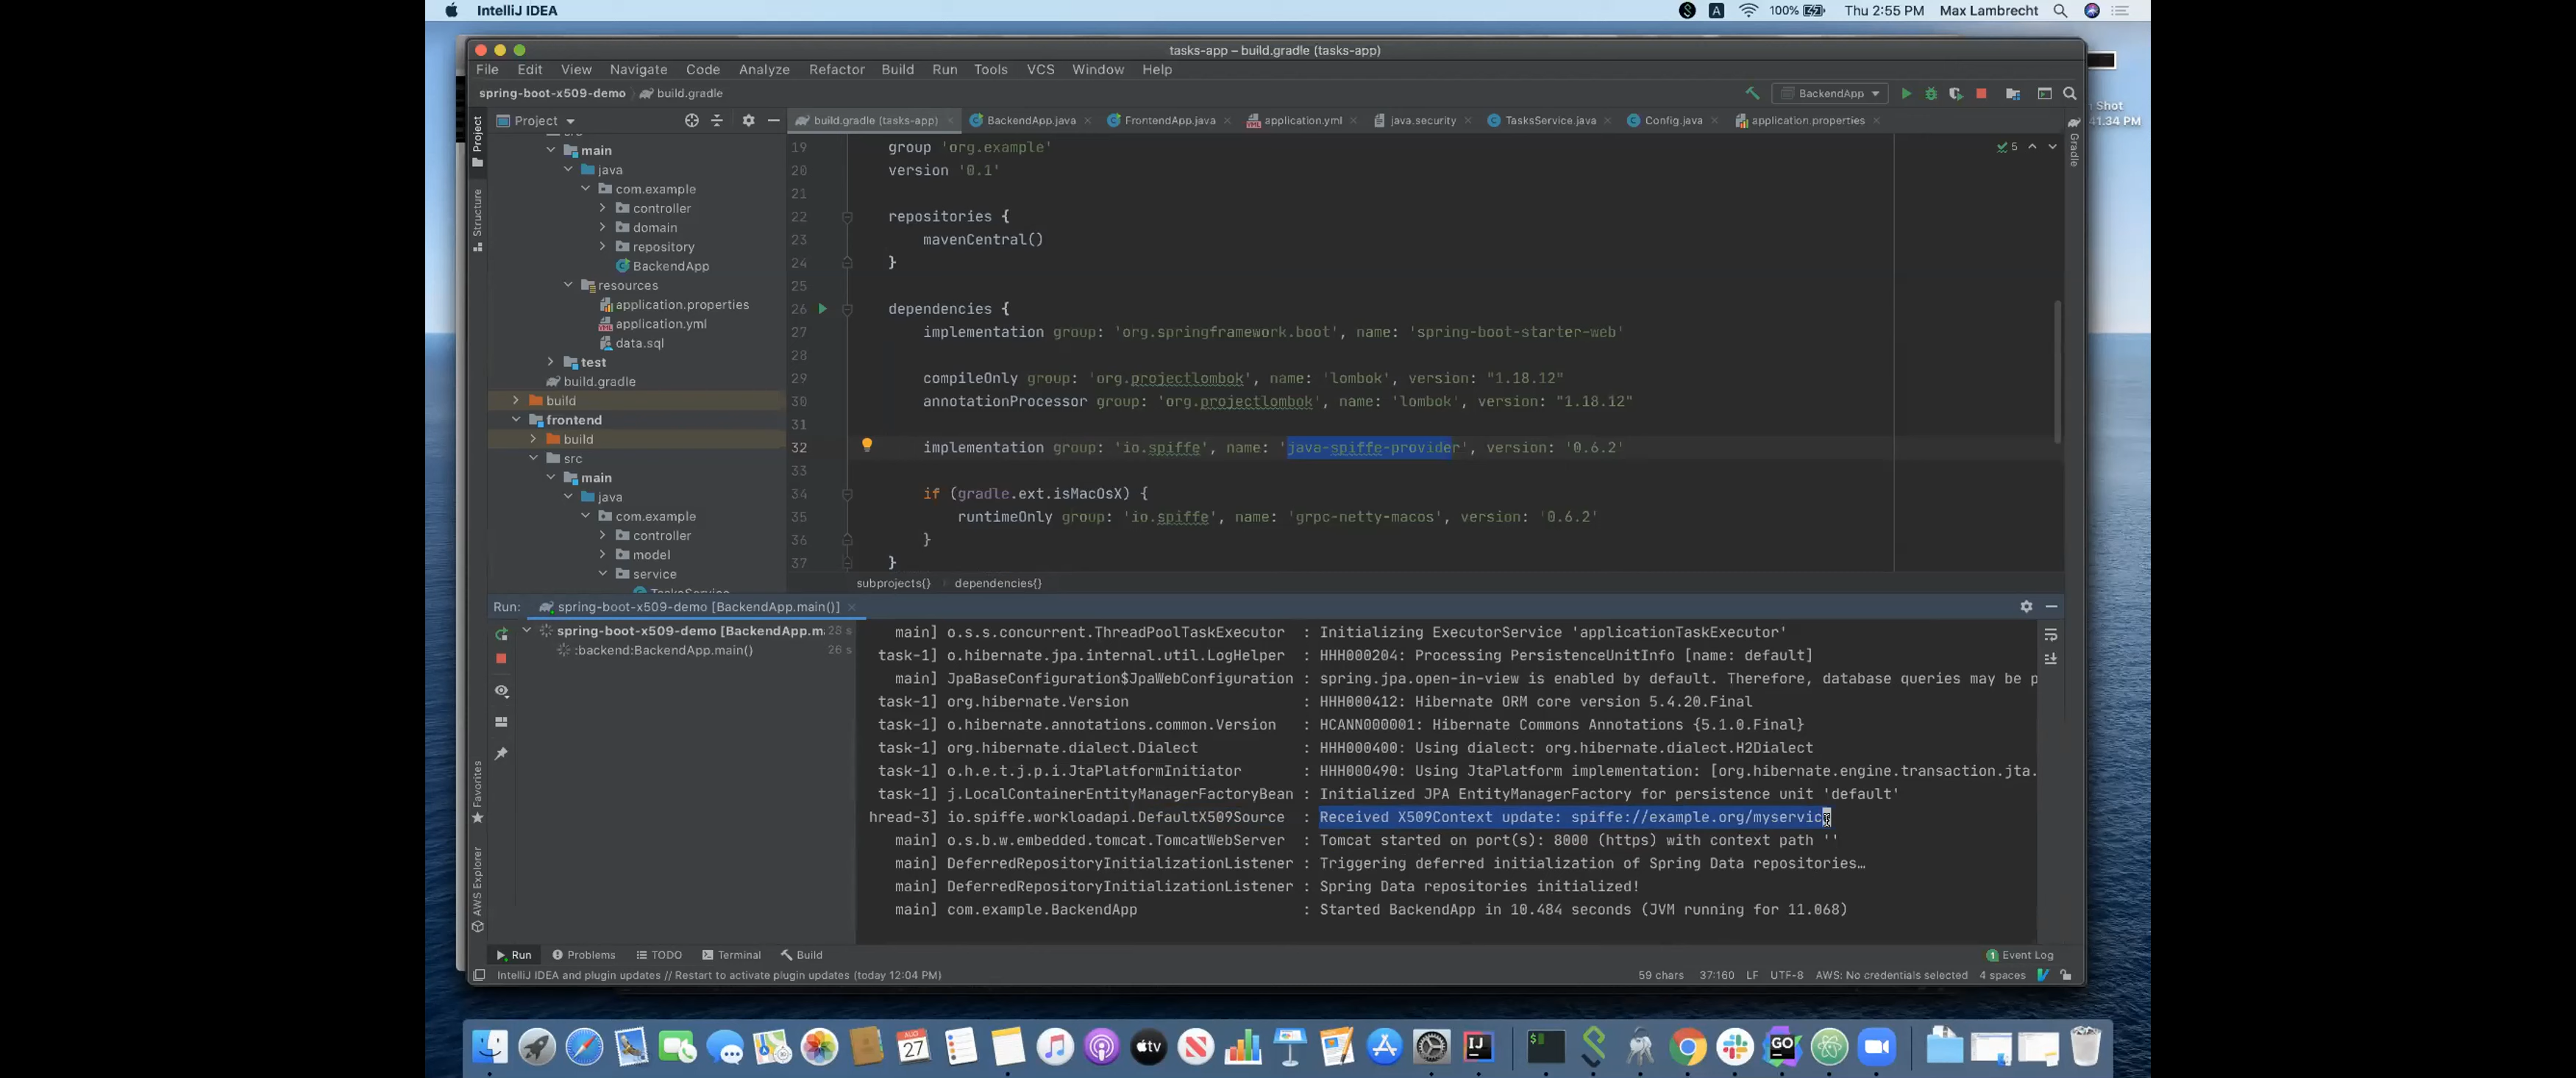 IntelliJ IDEA
100%
Thu 2:55 PM
Max Lambrecht
tasks-app – build.gradle (tasks-app)
File Edit View Navigate Code Analyze Refactor Build Run Tools VCS Window Help
spring-boot-x509-demo build.gradle
BackendApp
Shot
41.34 PM
Project
build.gradle (tasks-app)
BackendApp.java
FrontendApp.java
application.yml
java.security
TasksService.java
Config.java
application.properties
Project
Structure
Favorites
AWS Explorer
Gradle
main
java
com.example
controller
domain
repository
BackendApp
resources
application.properties
application.yml
data.sql
test
build.gradle
build
frontend
build
src
main
java
com.example
controller
model
service
5
19 group 'org.example'
20 version '0.1'
21
22 repositories {
23 mavenCentral()
24 }
25
26 dependencies {
27 implementation group: 'org.springframework.boot', name: 'spring-boot-starter-web'
28
29 compileOnly group: 'org.projectlombok', name: 'lombok', version: "1.18.12"
30 annotationProcessor group: 'org.projectlombok', name: 'lombok', version: "1.18.12"
31
32 implementation group: 'io.spiffe', name: 'java-spiffe-provider', version: '0.6.2'
33
34 if (gradle.ext.isMacOsX) {
35 runtimeOnly group: 'io.spiffe', name: 'grpc-netty-macos', version: '0.6.2'
36 }
37 }
subprojects{} dependencies{}
Run: spring-boot-x509-demo [BackendApp.main()]
spring-boot-x509-demo [BackendApp.m 28 s
:backend:BackendApp.main() 26 s
main] o.s.s.concurrent.ThreadPoolTaskExecutor : Initializing ExecutorService 'applicationTaskExecutor'
task-1] o.hibernate.jpa.internal.util.LogHelper : HHH000204: Processing PersistenceUnitInfo [name: default]
main] JpaBaseConfiguration$JpaWebConfiguration : spring.jpa.open-in-view is enabled by default. Therefore, database queries may be p
task-1] org.hibernate.Version : HHH000412: Hibernate ORM core version 5.4.20.Final
task-1] o.hibernate.annotations.common.Version : HCANN000001: Hibernate Commons Annotations {5.1.0.Final}
task-1] org.hibernate.dialect.Dialect : HHH000400: Using dialect: org.hibernate.dialect.H2Dialect
task-1] o.h.e.t.j.p.i.JtaPlatformInitiator : HHH000490: Using JtaPlatform implementation: [org.hibernate.engine.transaction.jta.
task-1] j.LocalContainerEntityManagerFactoryBean : Initialized JPA EntityManagerFactory for persistence unit 'default'
hread-3] io.spiffe.workloadapi.DefaultX509Source : Received X509Context update: spiffe://example.org/myservic
main] o.s.b.w.embedded.tomcat.TomcatWebServer : Tomcat started on port(s): 8000 (https) with context path ''
main] DeferredRepositoryInitializationListener : Triggering deferred initialization of Spring Data repositories…
main] DeferredRepositoryInitializationListener : Spring Data repositories initialized!
main] com.example.BackendApp : Started BackendApp in 10.484 seconds (JVM running for 11.068)
Run Problems TODO Terminal Build
1 Event Log
IntelliJ IDEA and plugin updates // Restart to activate plugin updates (today 12:04 PM)
59 chars 37:160 LF UTF-8 AWS: No credentials selected 4 spaces
AUG
27
tv
IJ
GO